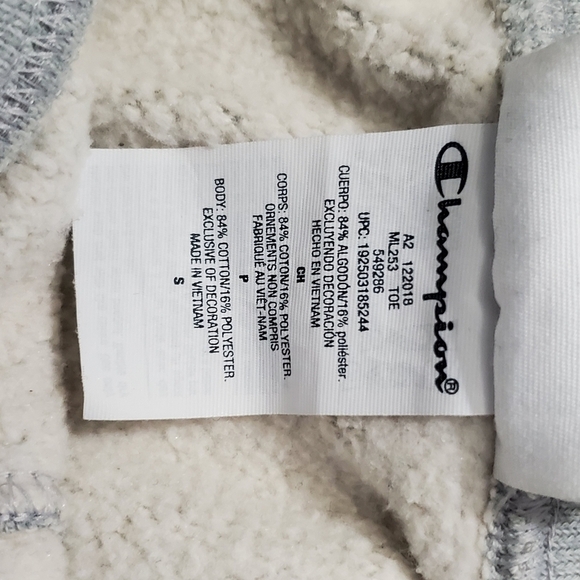 Champion®
A2 122018
ML253 TOE
549286
UPC: 192503185244
CUERPO: 84% ALGODÓN/16% poliéster.
EXCLUYENDO DECORACIÓN
HECHO EN VIETNAM
CH
CORPS: 84% COTON/16% POLYESTER.
ORNEMENTS NON COMPRIS
FABRIQUÉ AU VIET-NAM
P
BODY: 84% COTTON/16% POLYESTER.
EXCLUSIVE OF DECORATION
MADE IN VIETNAM
S